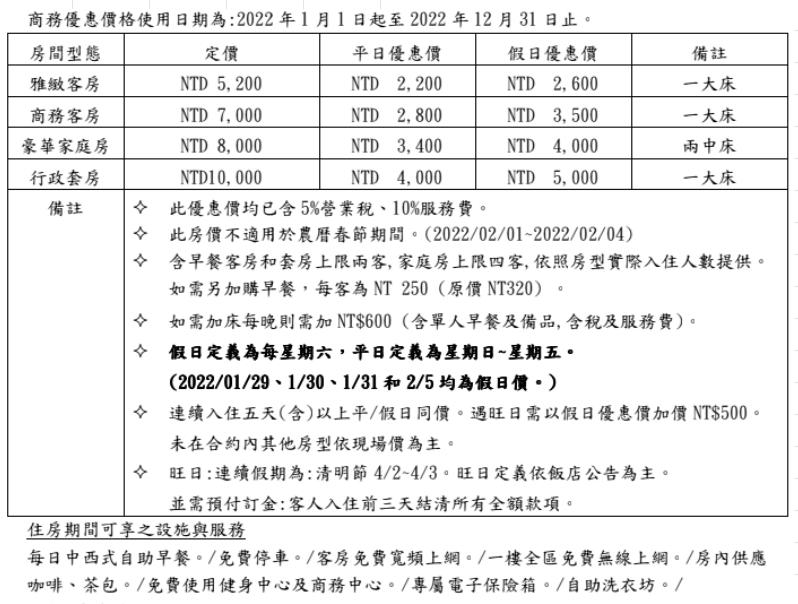 商務優惠價格使用日期為:2022 年 1 月 1 日起至 2022 年 12 月 31 日止。
房間型態 定價 平日優惠價 假日優惠價 備註
雅緻客房 NTD 5,200 NTD 2,200 NTD 2,600 一大床
商務客房 NTD 7,000 NTD 2,800 NTD 3,500 一大床
豪華家庭房 NTD 8,000 NTD 3,400 NTD 4,000 兩中床
行政套房 NTD10,000 NTD 4,000 NTD 5,000 一大床
備註 ✧ 此優惠價均已含 5%營業稅、10%服務費。
✧ 此房價不適用於農曆春節期間。(2022/02/01~2022/02/04)
✧ 含早餐客房和套房上限兩客,家庭房上限四客,依照房型實際入住人數提供。
如需另加購早餐，每客為 NT 250 (原價 NT320) 。
✧ 如需加床每晚則需加 NT$600 (含單人早餐及備品,含稅及服務費)。
✧ 假日定義為每星期六，平日定義為星期日~星期五。
(2022/01/29、1/30、1/31 和 2/5 均為假日價。)
✧ 連續入住五天(含)以上平/假日同價。遇旺日需以假日優惠價加價 NT$500。
未在合約內其他房型依現場價為主。
✧ 旺日:連續假期為:清明節 4/2~4/3。旺日定義依飯店公告為主。
並需預付訂金:客人入住前三天結清所有全額款項。
住房期間可享之設施與服務
每日中西式自助早餐。/免費停車。/客房免費寬頻上網。/一樓全區免費無線上網。/房內供應
咖啡、茶包。/免費使用健身中心及商務中心。/專屬電子保險箱。/自助洗衣坊。/